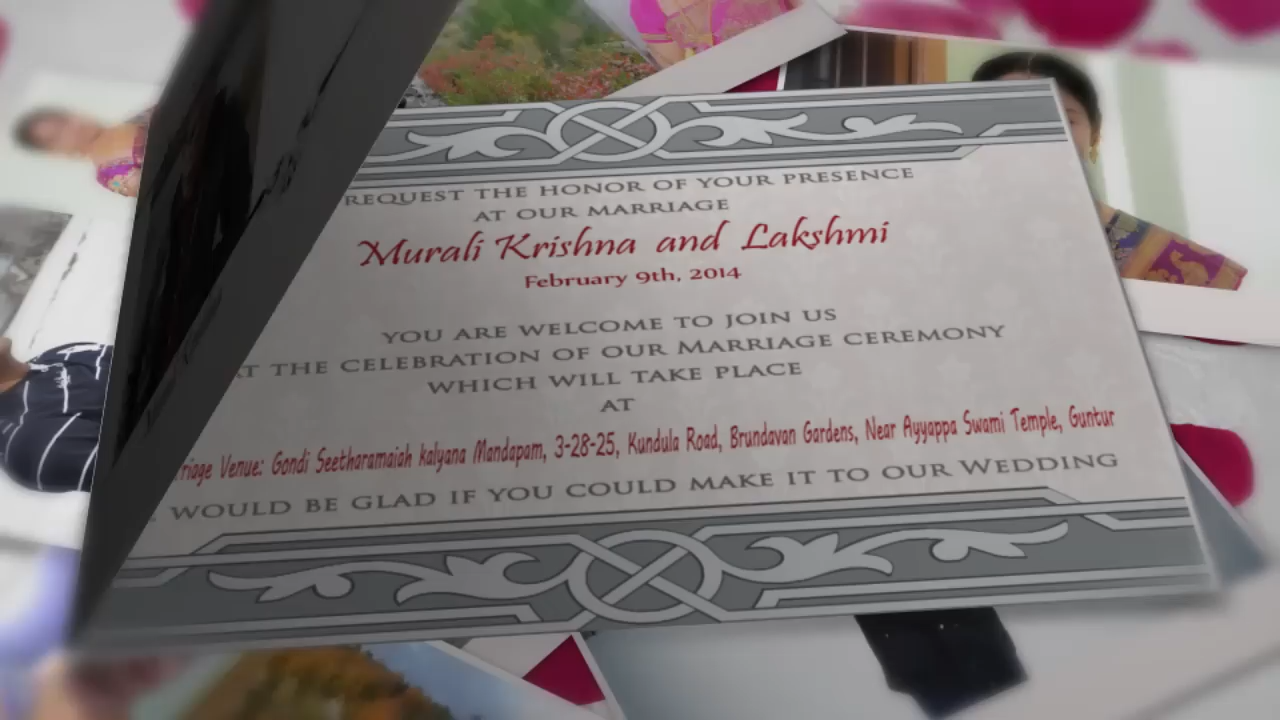 REQUEST THE HONOR OF YOUR PRESENCE
AT OUR MARRIAGE
Murali Krishna and Lakshmi
February 9th, 2014
YOU ARE WELCOME TO JOIN US
THE CELEBRATION OF OUR MARRIAGE CEREMONY
WHICH WILL TAKE PLACE
AT
Venue: Gondi Seetharamaiah kalyana Mandapam, 3-28-25, Kundula Road, Brundavan Gardens, Near Ayyappa Swami Temple, Guntur
WOULD BE GLAD IF YOU COULD MAKE IT TO OUR WEDDING